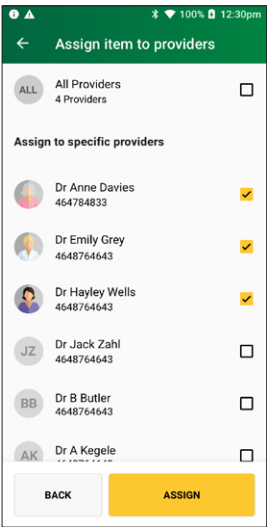 100% 12:30pm
Assign item to providers
ALL
All Providers
4 Providers
Assign to specific providers
Dr Anne Davies
464784833
Dr Emily Grey
4648764643
Dr Hayley Wells
4648764643
JZ
Dr Jack Zahl
4648764643
BB
Dr B Butler
4648764643
AK
Dr A Kegele
BACK
ASSIGN